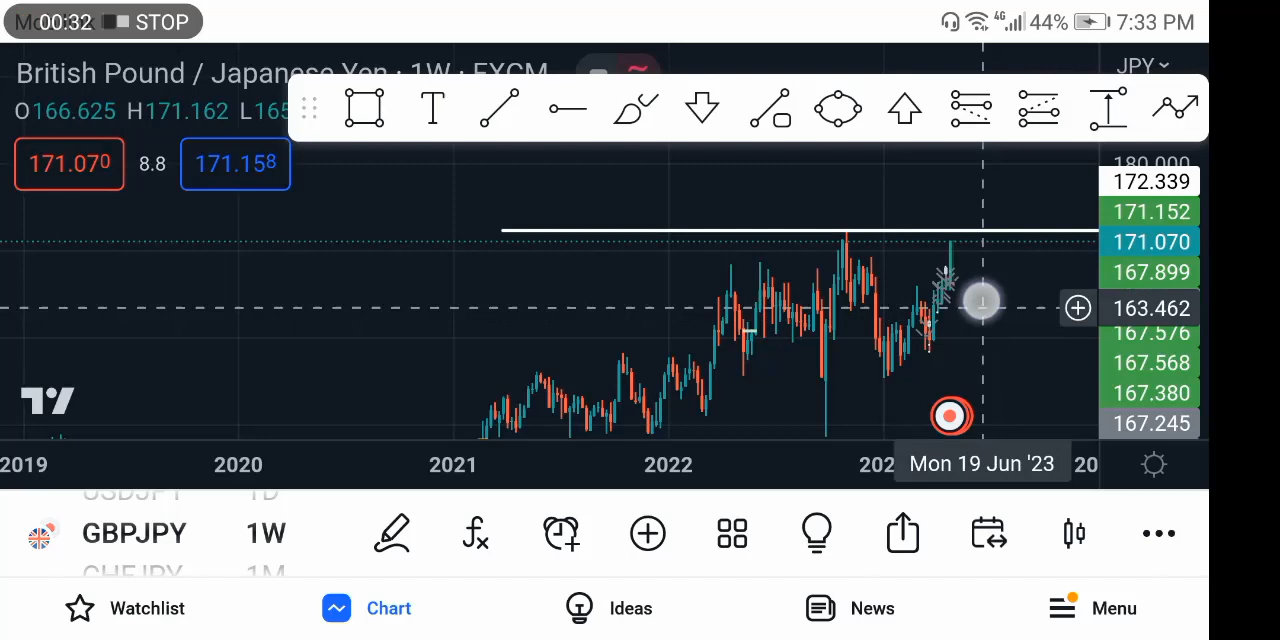 00:32 STOP 4G 44% 7:33 PM
British Pound / Japanese Yen · 1W · FXCM JPY
O166.625 H171.162 L165
171.070 8.8 171.158
180.000
172.339
171.152
171.070
167.899
163.462
167.576
167.568
167.380
167.245
2019 2020 2021 2022 202 Mon 19 Jun '23 20
USDJPY 1D
GBPJPY 1W
CHFJPY 1M
Watchlist Chart Ideas News Menu